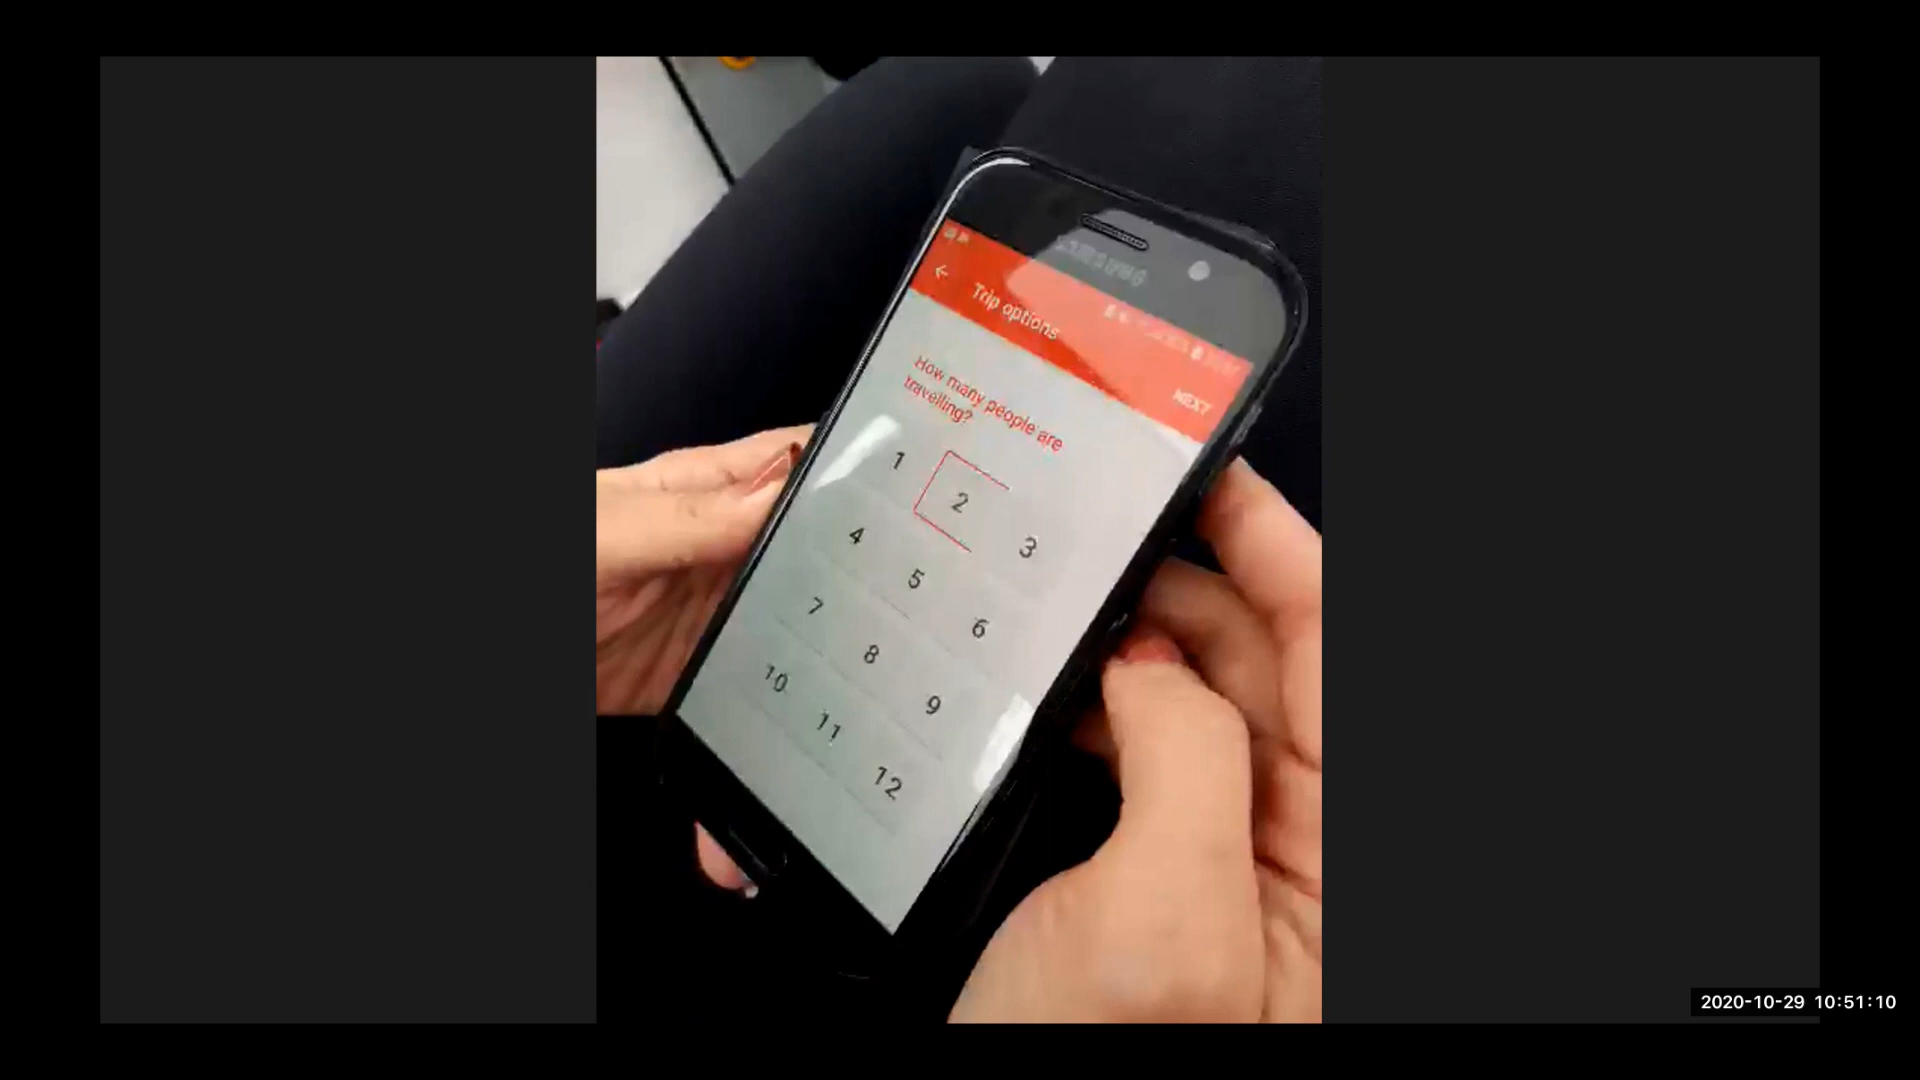 SAMSUNG
Trip options
NEXT
How many people are
travelling?
1 2 3
4 5 6
7 8 9
10 11 12
2020-10-29 10:51:10